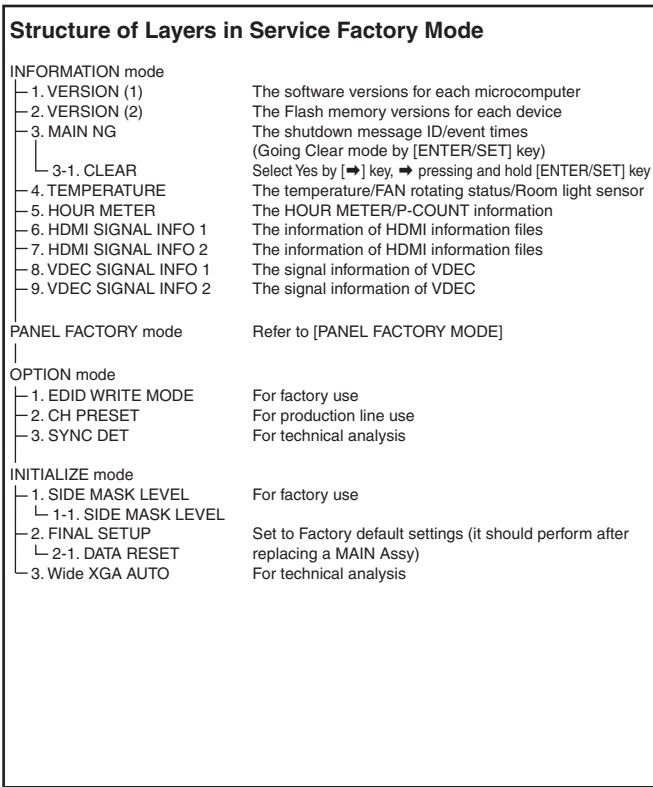 Structure of Layers in Service Factory Mode
INFORMATION mode
1. VERSION (1) The software versions for each microcomputer
2. VERSION (2) The Flash memory versions for each device
3. MAIN NG The shutdown message ID/event times
(Going Clear mode by [ENTER/SET] key)
3-1. CLEAR Select Yes by [➡] key, ➡ pressing and hold [ENTER/SET] key
4. TEMPERATURE The temperature/FAN rotating status/Room light sensor
5. HOUR METER The HOUR METER/P-COUNT information
6. HDMI SIGNAL INFO 1 The information of HDMI information files
7. HDMI SIGNAL INFO 2 The information of HDMI information files
8. VDEC SIGNAL INFO 1 The signal information of VDEC
9. VDEC SIGNAL INFO 2 The signal information of VDEC
PANEL FACTORY mode Refer to [PANEL FACTORY MODE]
OPTION mode
1. EDID WRITE MODE For factory use
2. CH PRESET For production line use
3. SYNC DET For technical analysis
INITIALIZE mode
1. SIDE MASK LEVEL For factory use
1-1. SIDE MASK LEVEL
2. FINAL SETUP Set to Factory default settings (it should perform after
2-1. DATA RESET replacing a MAIN Assy)
3. Wide XGA AUTO For technical analysis